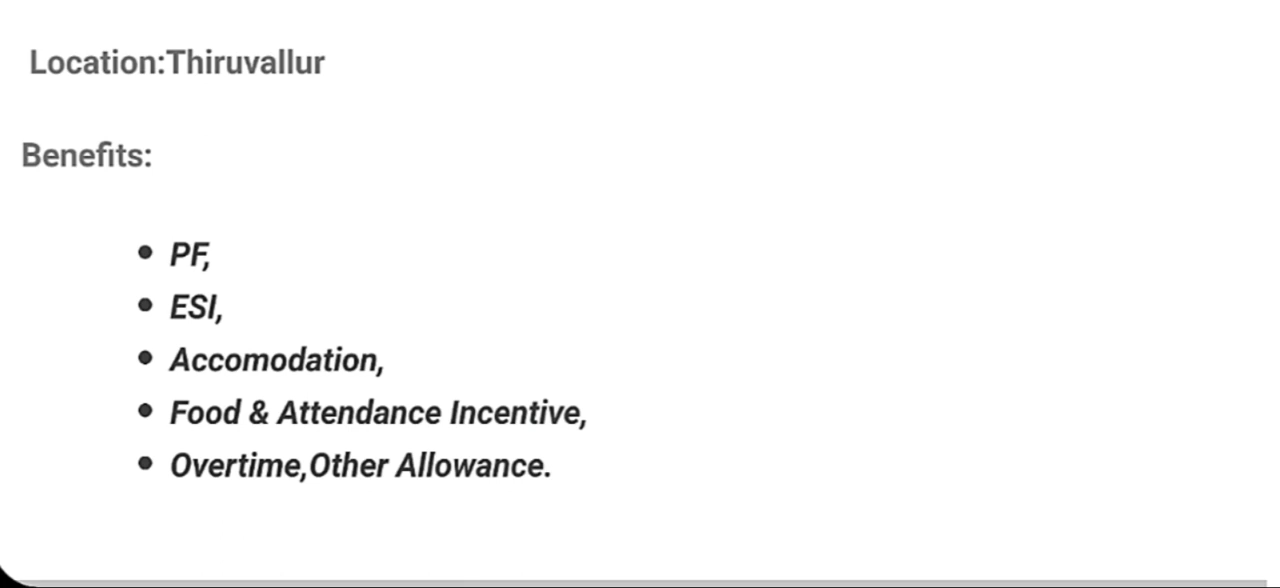 Location:Thiruvallur
Benefits:
• PF,
• ESI,
• Accomodation,
• Food & Attendance Incentive,
• Overtime,Other Allowance.